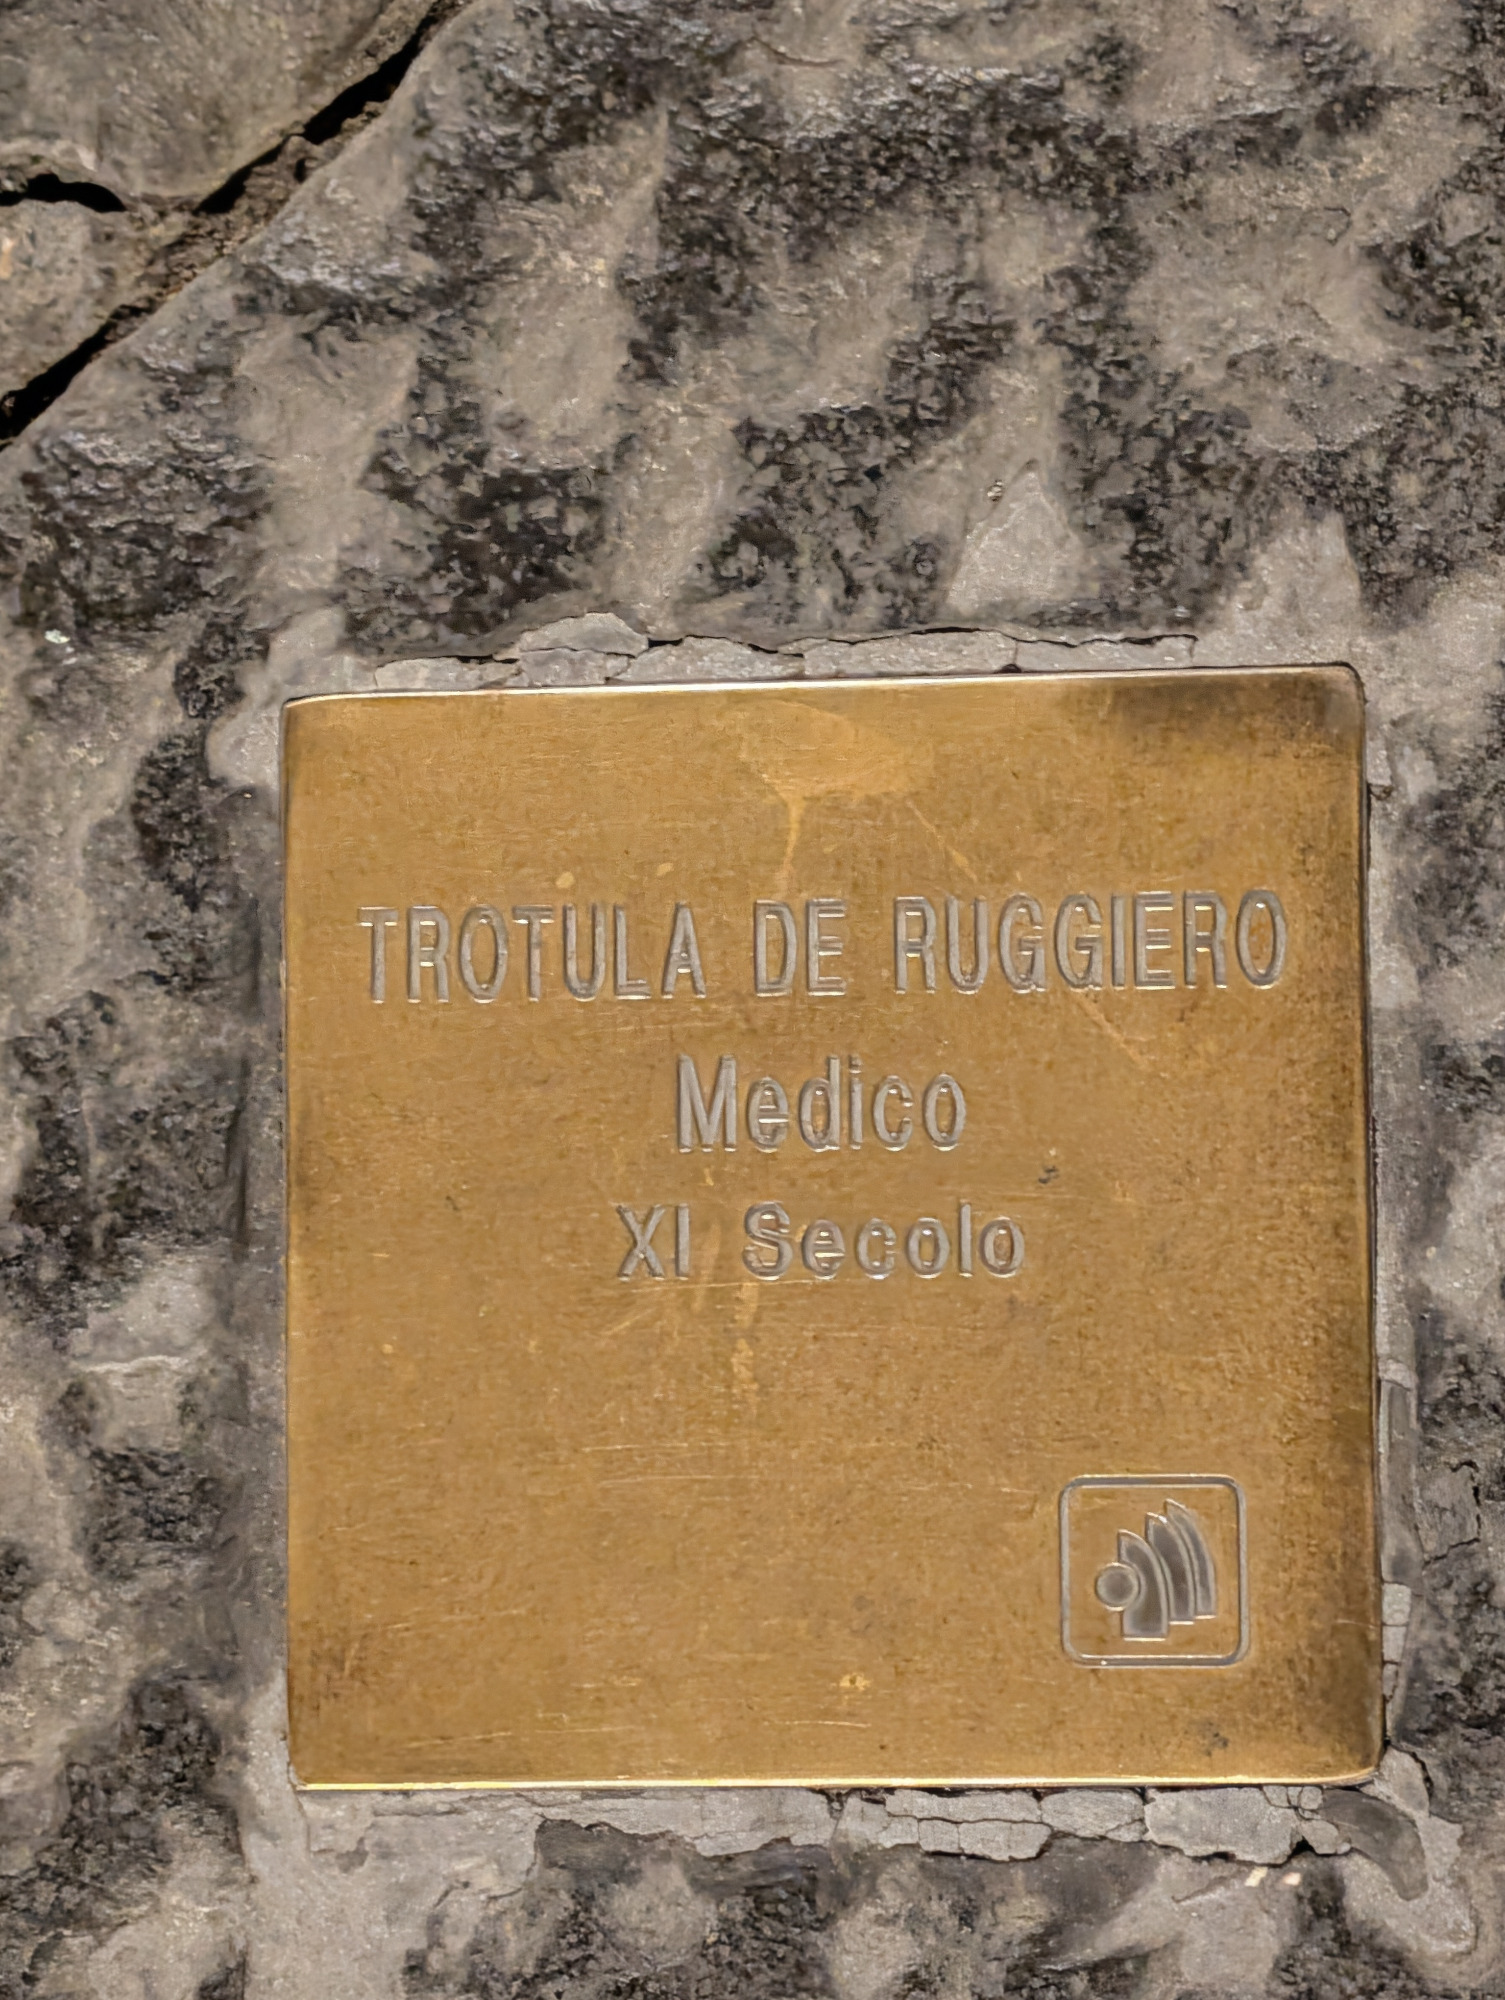 TROTULA DE RUGGIERO
Medico
XI Secolo